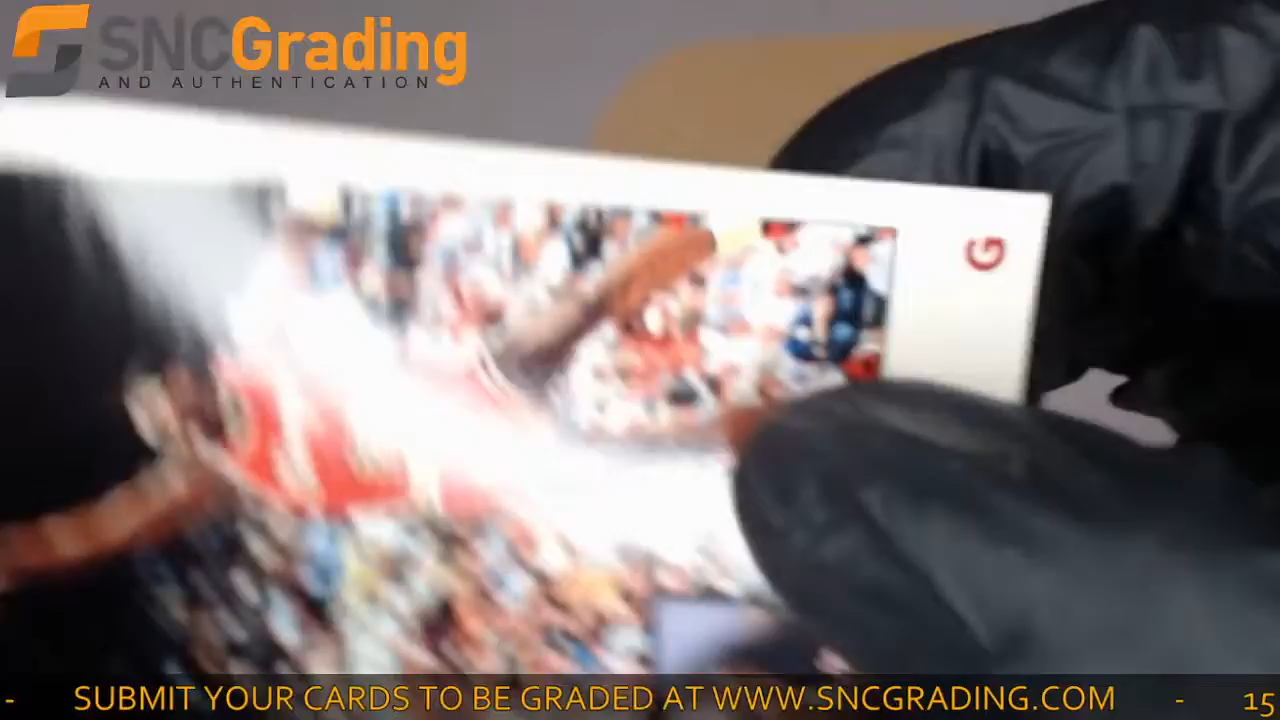 SNCGrading
AND AUTHENTICATION
G
- SUBMIT YOUR CARDS TO BE GRADED AT WWW.SNCGRADING.COM - 15